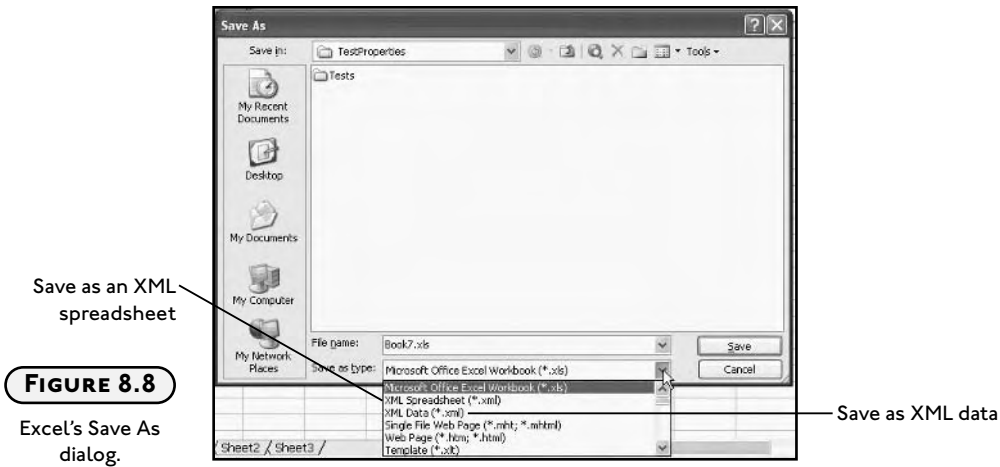 Save As
Save in:
TestProperties
Tools
Tests
My Recent
Documents
Desktop
My Documents
My Computer
My Network
Places
File name:
Book7.xls
Save
Save as type:
Microsoft Office Excel Workbook (*.xls)
Cancel
Microsoft Office Excel Workbook (*.xls)
XML Spreadsheet (*.xml)
XML Data (*.xml)
Single File Web Page (*.mht; *.mhtml)
Web Page (*.htm; *.html)
Template (*.xlt)
Sheet2 / Sheet3 /
Save as an XML
spreadsheet
Save as XML data
FIGURE 8.8
Excel's Save As
dialog.